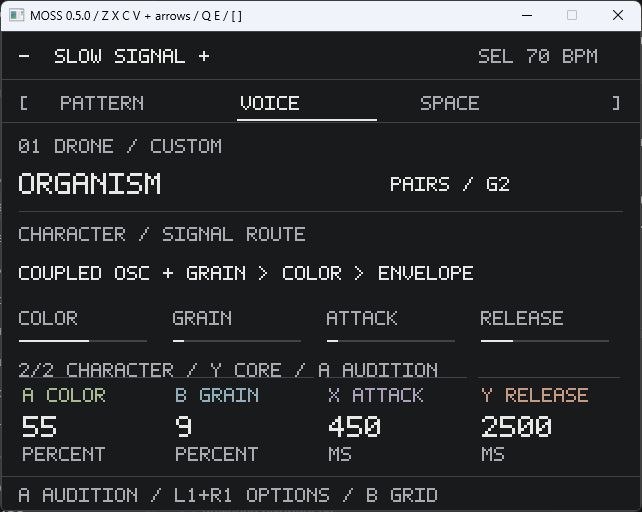 MOSS 0.5.0 / Z X C V + arrows / Q E / [ ]
- SLOW SIGNAL + SEL 70 BPM
[ PATTERN VOICE SPACE ]
01 DRONE / CUSTOM
ORGANISM PAIRS / G2
CHARACTER / SIGNAL ROUTE
COUPLED OSC + GRAIN > COLOR > ENVELOPE
COLOR GRAIN ATTACK RELEASE
2/2 CHARACTER / Y CORE / A AUDITION
A COLOR B GRAIN X ATTACK Y RELEASE
55 9 450 2500
PERCENT PERCENT MS MS
A AUDITION / L1+R1 OPTIONS / B GRID